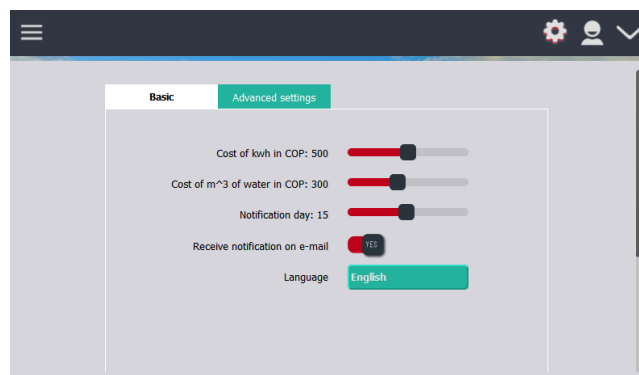 Basic Advanced settings
Cost of kwh in COP: 500
Cost of m^3 of water in COP: 300
Notification day: 15
Receive notification on e-mail YES
Language English